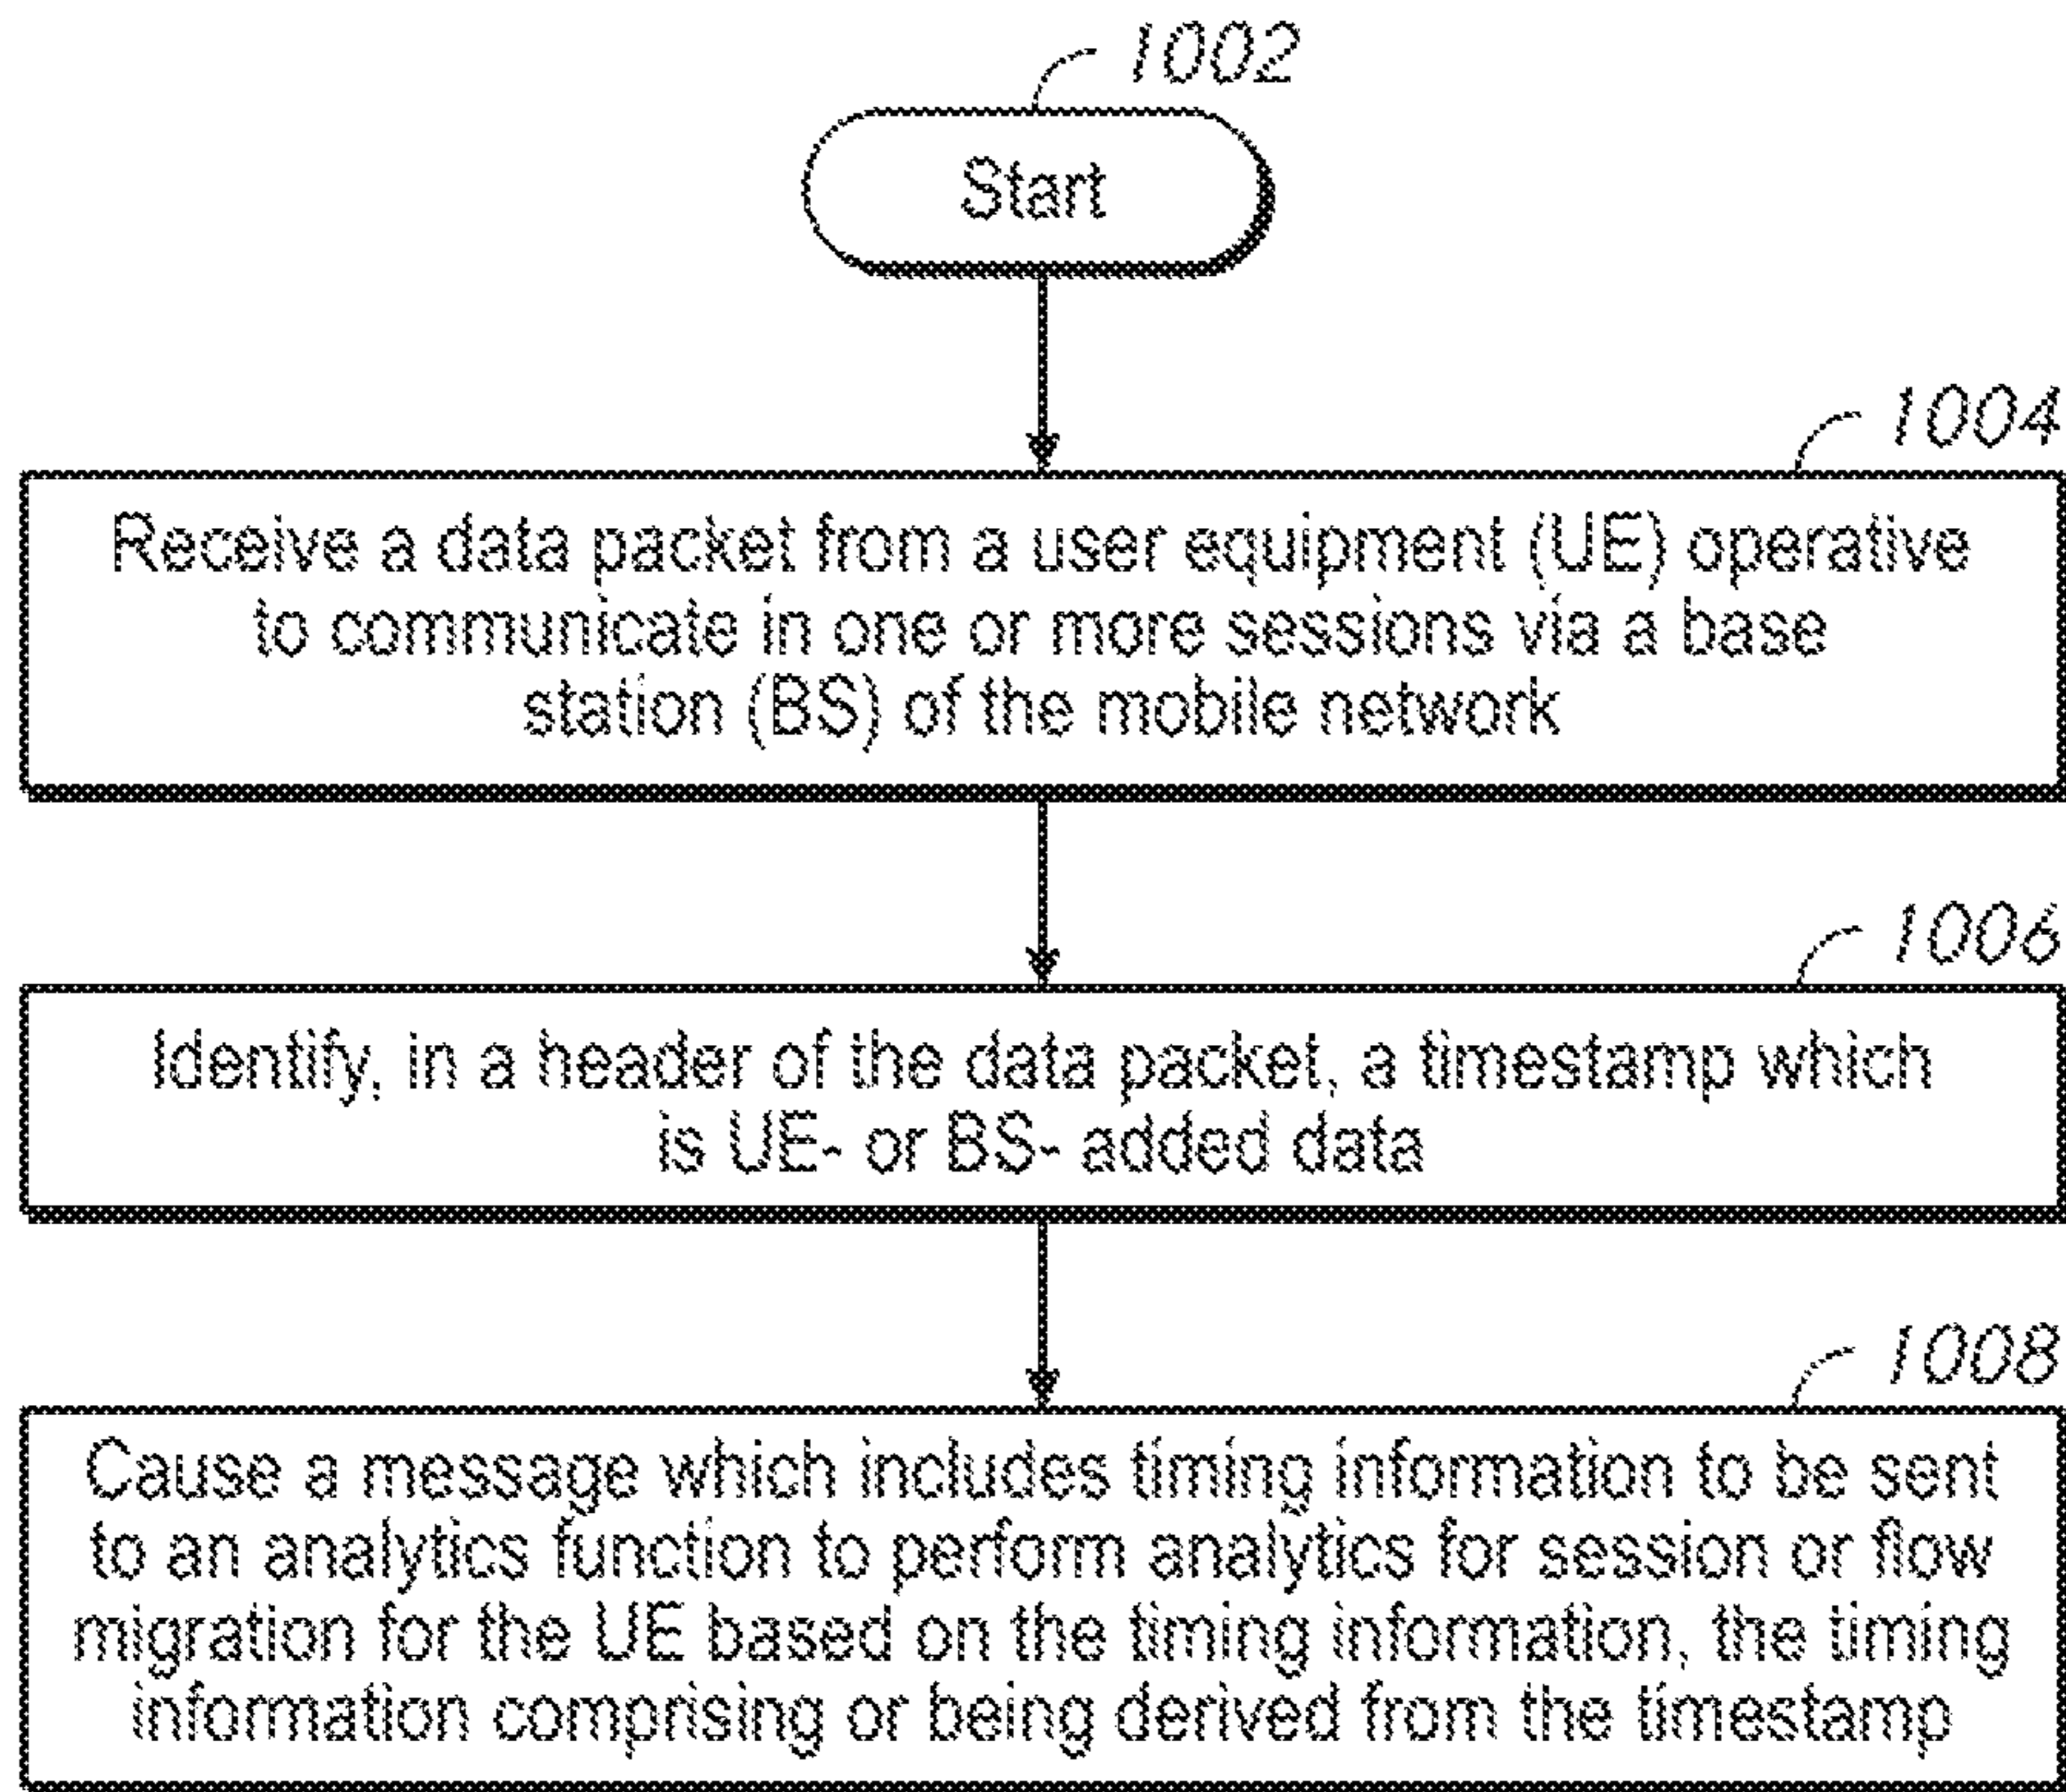 1002
Start
1004
Receive a data packet from a user equipment (UE) operative
to communicate in one or more sessions via a base
station (BS) of the mobile network
1006
Identify, in a header of the data packet, a timestamp which
is UE- or BS- added data
1008
Cause a message which includes timing information to be sent
to an analytics function to perform analytics for session or flow
migration for the UE based on the timing information, the timing
information comprising or being derived from the timestamp